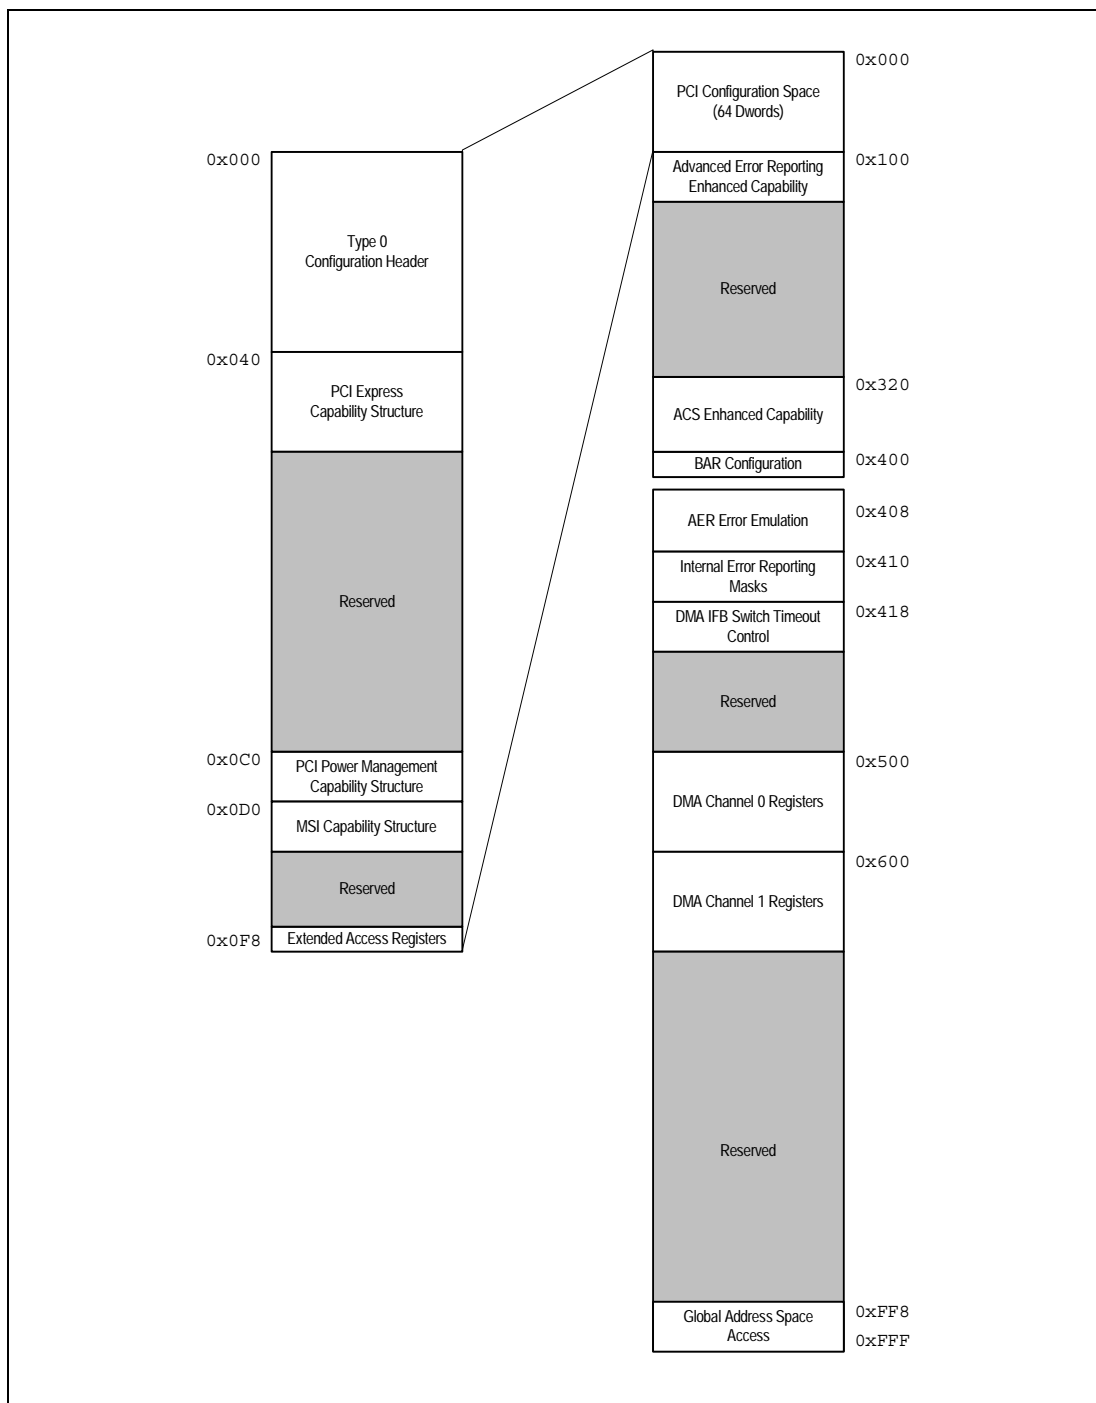 0x000
Type 0
Configuration Header
0x040
PCI Express
Capability Structure
Reserved
0x0C0
PCI Power Management
Capability Structure
0x0D0
MSI Capability Structure
Reserved
0x0F8
Extended Access Registers
0x000
PCI Configuration Space
(64 Dwords)
0x100
Advanced Error Reporting
Enhanced Capability
Reserved
0x320
ACS Enhanced Capability
0x400
BAR Configuration
0x408
AER Error Emulation
0x410
Internal Error Reporting
Masks
0x418
DMA IFB Switch Timeout
Control
Reserved
0x500
DMA Channel 0 Registers
0x600
DMA Channel 1 Registers
Reserved
0xFF8
Global Address Space
Access
0xFFF